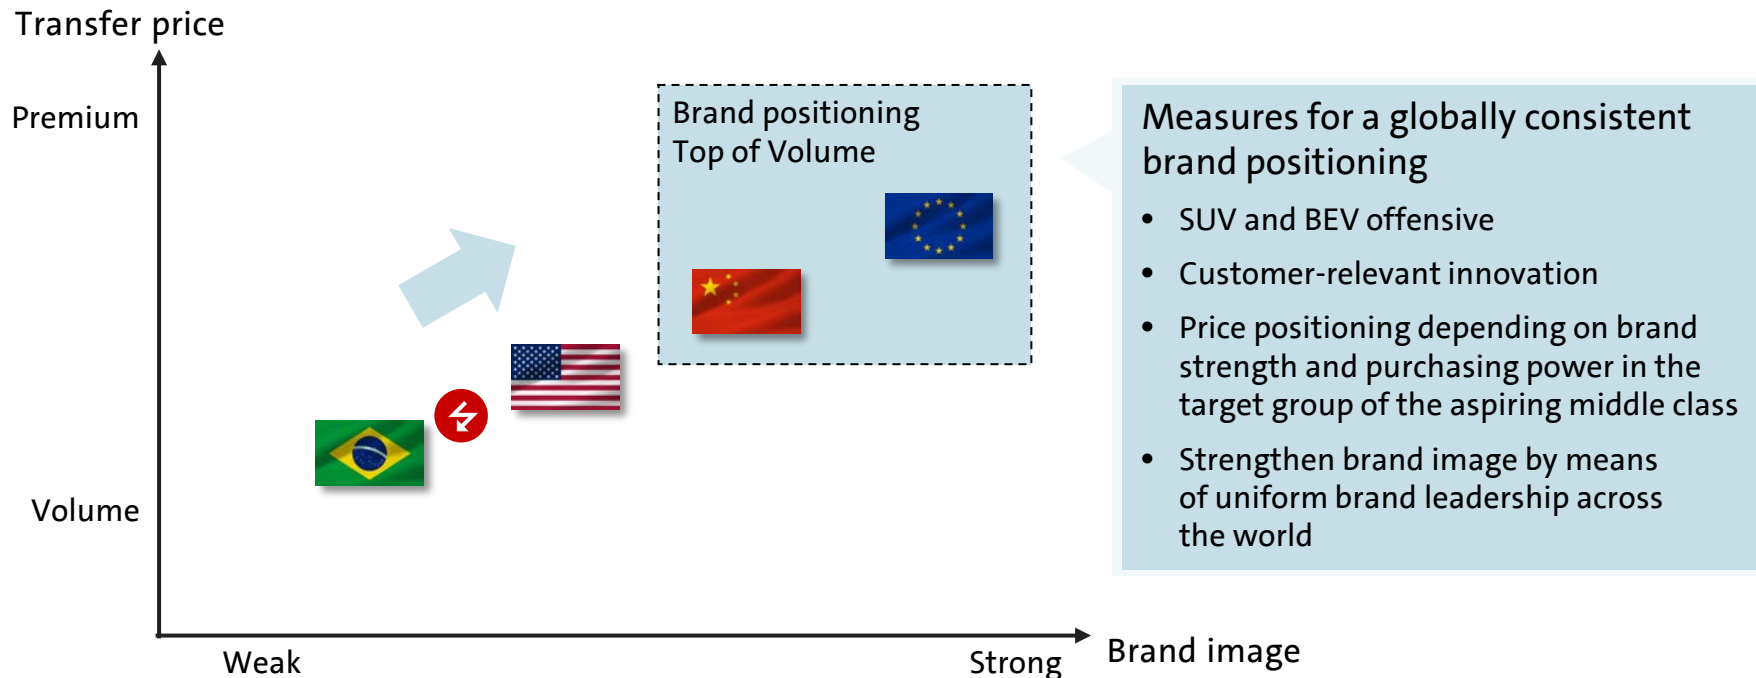 Transfer price
Premium
Volume
Weak
Strong
Brand image
Brand positioning
Top of Volume
Measures for a globally consistent
brand positioning
• SUV and BEV offensive
• Customer-relevant innovation
• Price positioning depending on brand
strength and purchasing power in the
target group of the aspiring middle class
• Strengthen brand image by means
of uniform brand leadership across
the world